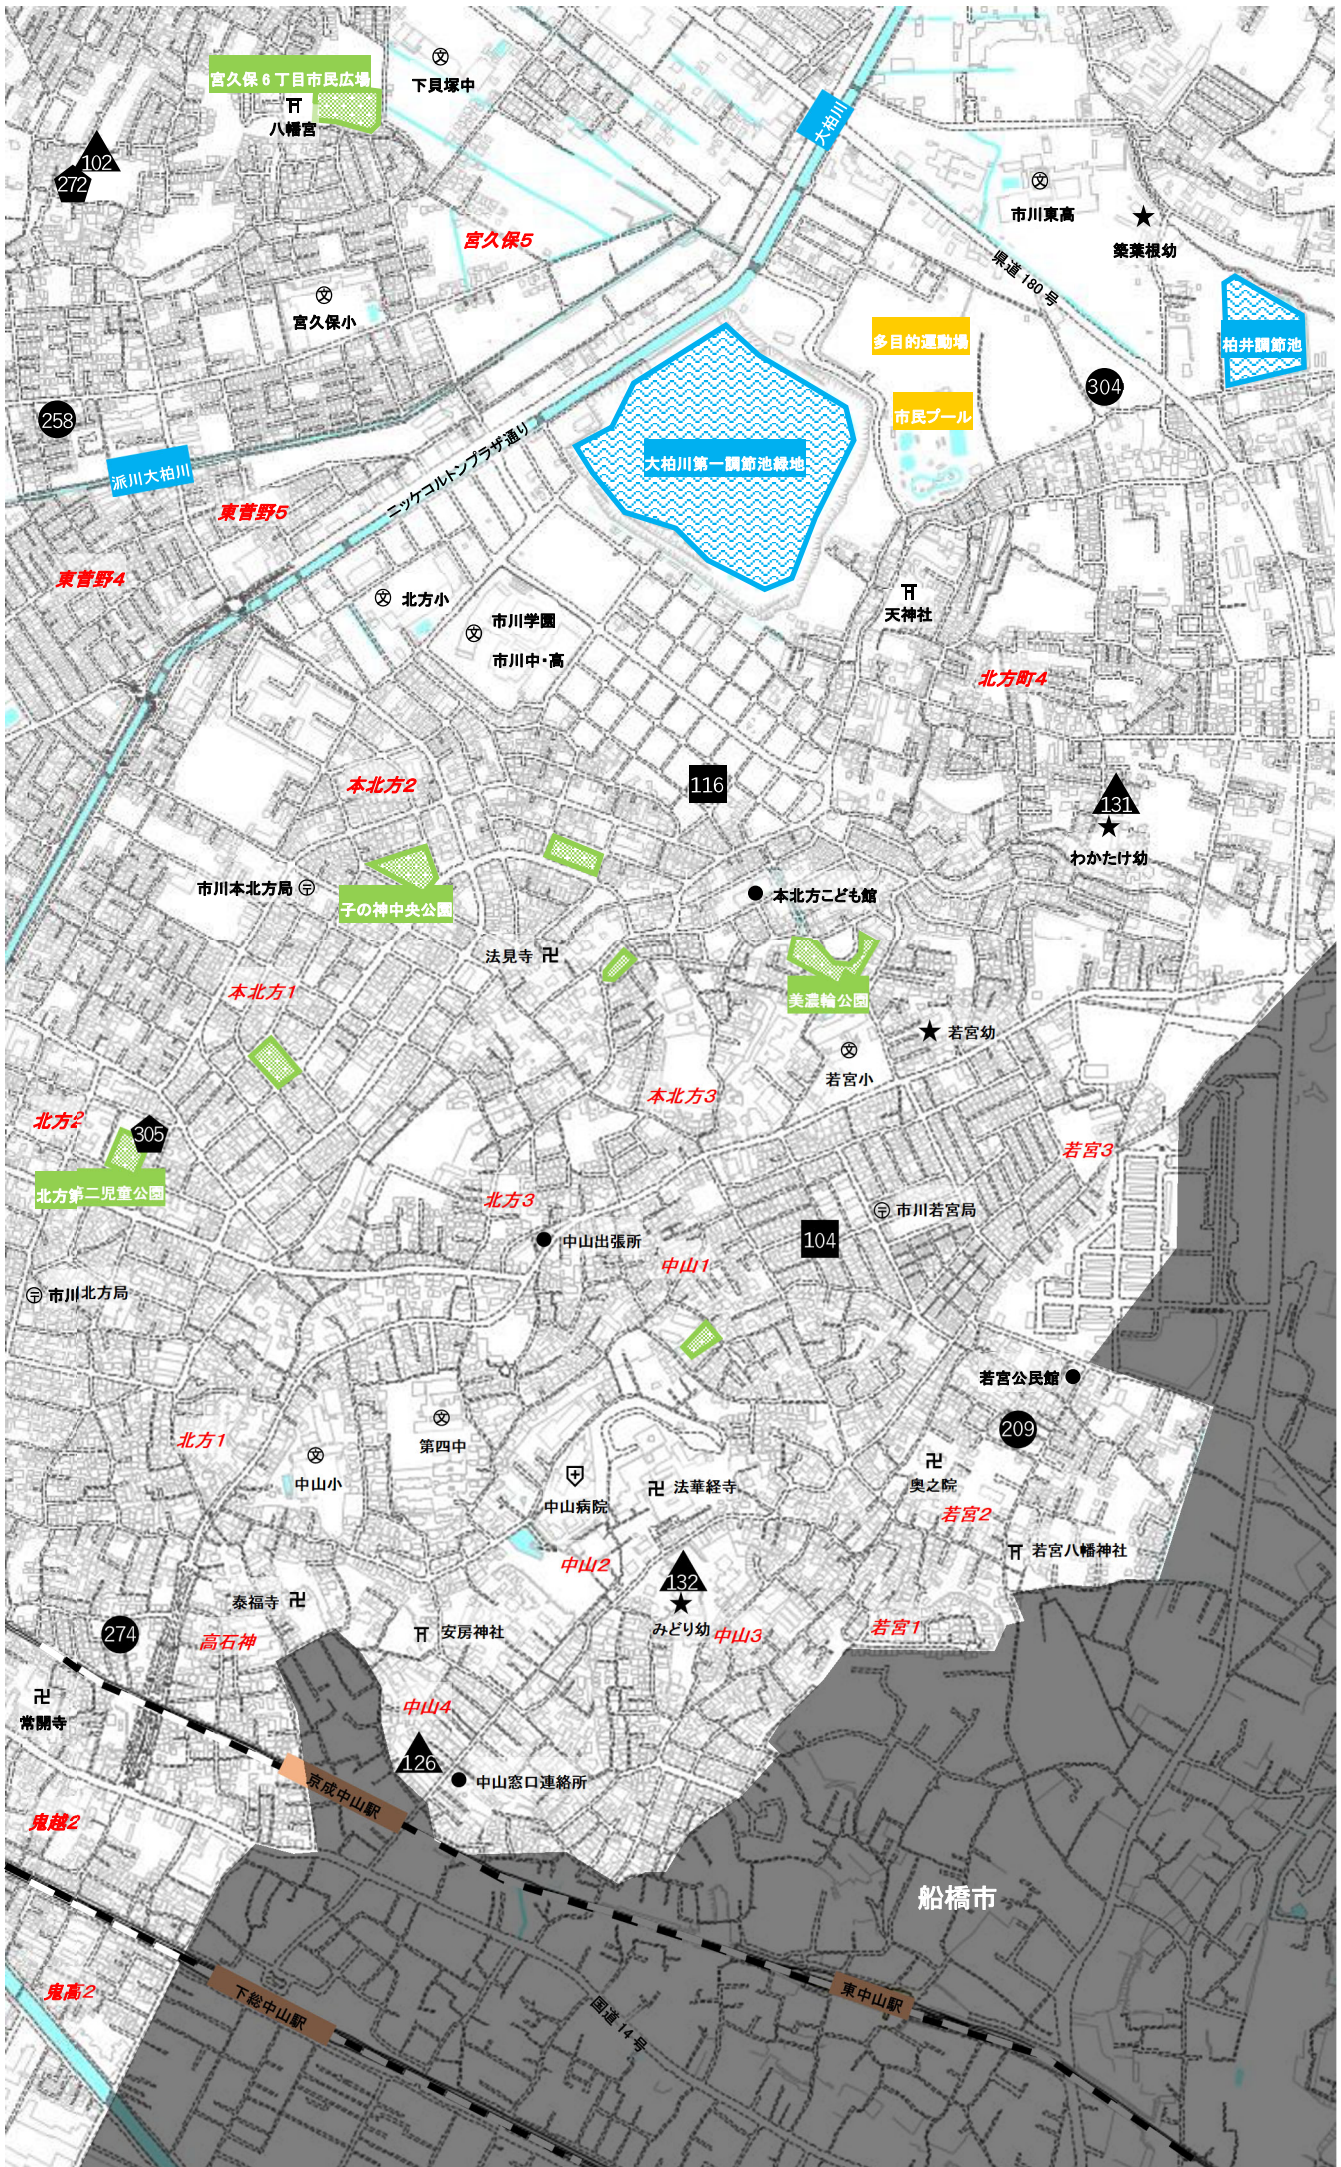 下貝塚中
宮久保6丁目市民広場
八幡宮
大柏川
102
272
市川東高
築葉根幼
宮久保5
県道180号
宮久保小
多目的運動場
柏井調節池
304
市民プール
258
大柏川第一調節池緑地
派川大柏川
ニッケコルトンプラザ通り
東菅野5
東菅野4
北方小
天神社
市川学園
市川中・高
北方町4
本北方2
116
131
わかたけ幼
市川本北方局
子の神中央公園
本北方こども館
法見寺
本北方1
美濃輪公園
若宮幼
若宮小
本北方3
北方2
305
若宮3
北方第二児童公園
北方3
市川若宮局
中山出張所
104
中山1
市川北方局
若宮公民館
北方1
第四中
209
中山小
奥之院
中山病院
法華経寺
若宮2
中山2
若宮八幡神社
132
泰福寺
みどり幼
中山3
若宮1
274
高石神
安房神社
常開寺
中山4
126
中山窓口連絡所
京成中山駅
鬼越2
船橋市
鬼高2
下総中山駅
東中山駅
国道14号